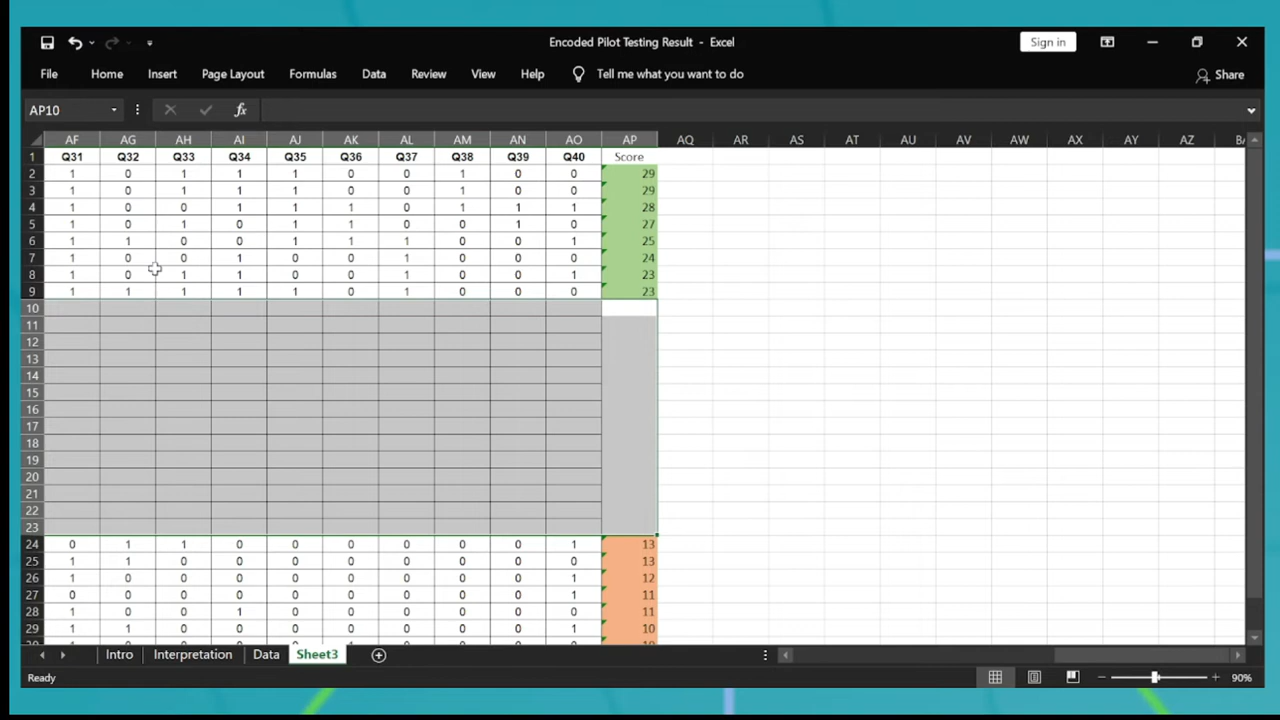 Encoded Pilot Testing Result - Excel
Sign in
File Home Insert Page Layout Formulas Data Review View Help Tell me what you want to do Share
AP10 fx
AF AG AH AI AJ AK AL AM AN AO AP AQ AR AS AT AU AV AW AX AY AZ
1 Q31 Q32 Q33 Q34 Q35 Q36 Q37 Q38 Q39 Q40 Score
2 1 0 1 1 1 0 0 1 0 0 29
3 1 0 1 1 1 0 0 1 0 0 29
4 1 0 0 1 1 1 0 1 1 1 28
5 1 0 1 0 1 1 0 0 1 0 27
6 1 1 0 0 1 1 1 0 0 1 25
7 1 0 0 1 0 0 1 0 0 0 24
8 1 0 1 1 0 0 1 0 0 1 23
9 1 1 1 1 1 0 1 0 0 0 23
10
11
12
13
14
15
16
17
18
19
20
21
22
23
24 0 1 1 0 0 0 0 0 0 1 13
25 1 1 0 0 0 0 0 0 0 0 13
26 1 0 0 0 0 0 0 0 0 1 12
27 0 0 0 0 0 0 0 0 0 1 11
28 1 0 0 1 0 0 0 0 0 0 11
29 1 1 0 0 0 0 0 0 0 1 10
Intro Interpretation Data Sheet3
Ready 90%